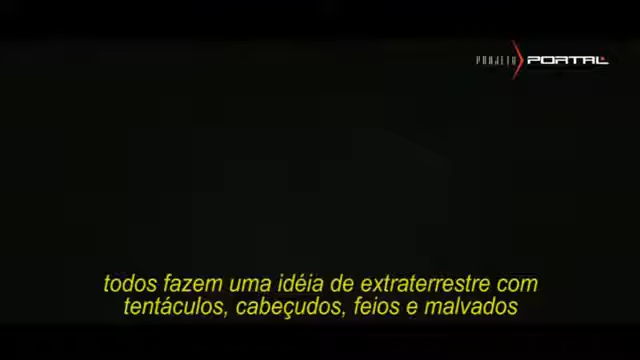 PROJETO PORTAL
todos fazem uma idéia de extraterrestre com
tentáculos, cabeçudos, feios e malvados